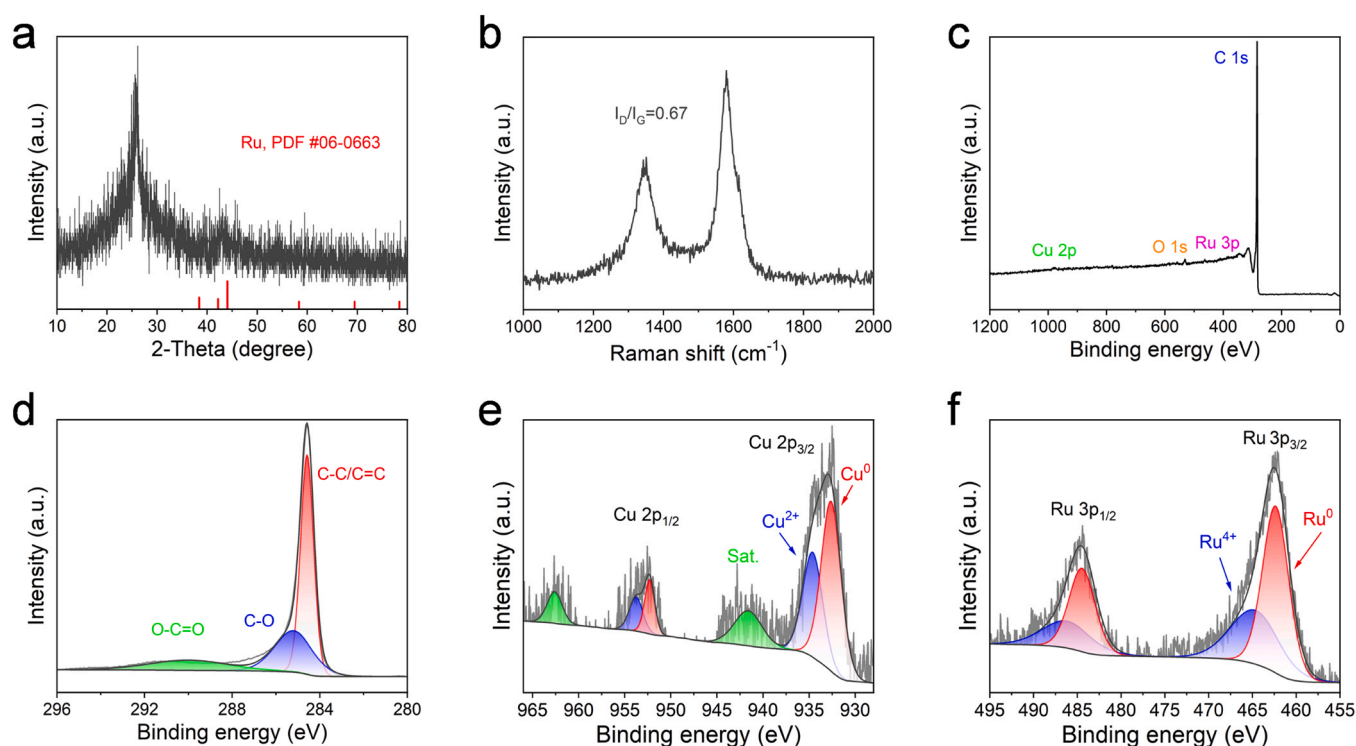 a
Intensity (a.u.)
Ru, PDF #06-0663
10 20 30 40 50 60 70 80
2-Theta (degree)
b
Intensity (a.u.)
I_D/I_G=0.67
1000 1200 1400 1600 1800 2000
Raman shift (cm⁻¹)
c
Intensity (a.u.)
C 1s
Cu 2p
O 1s
Ru 3p
1200 1000 800 600 400 200 0
Binding energy (eV)
d
Intensity (a.u.)
C-C/C=C
C-O
O-C=O
296 292 288 284 280
Binding energy (eV)
e
Intensity (a.u.)
Cu 2p₃/₂
Cu⁰
Cu²⁺
Cu 2p₁/₂
Sat.
965 960 955 950 945 940 935 930
Binding energy (eV)
f
Intensity (a.u.)
Ru 3p₃/₂
Ru 3p₁/₂
Ru⁴⁺
Ru⁰
495 490 485 480 475 470 465 460 455
Binding energy (eV)